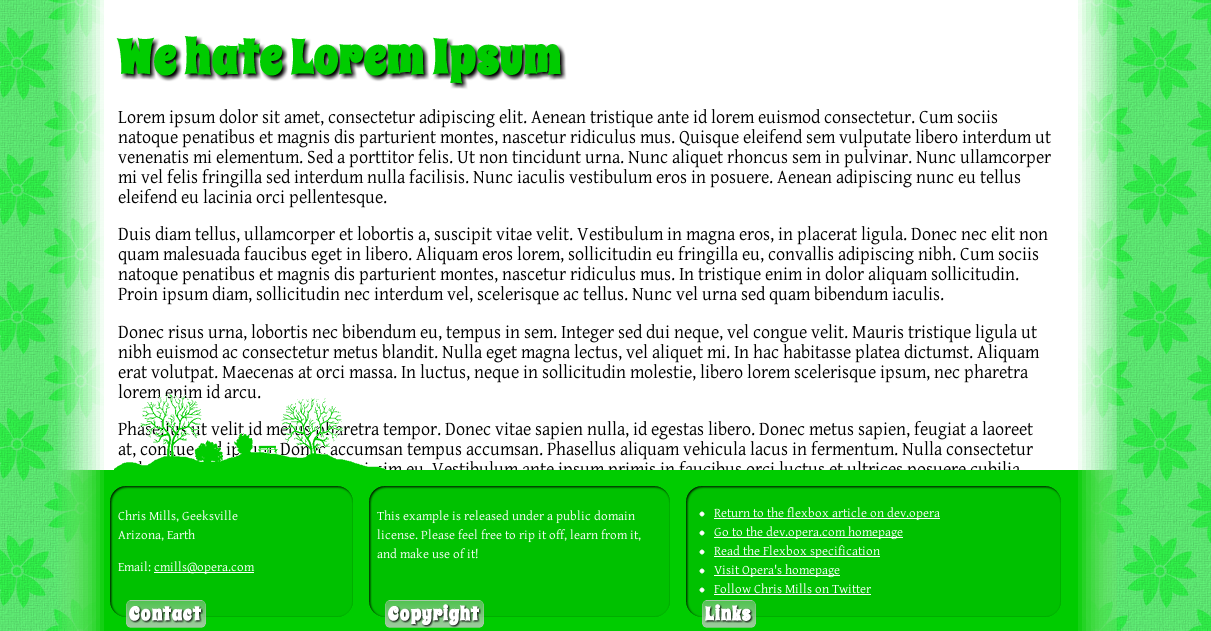 We hate Lorem Ipsum
Lorem ipsum dolor sit amet, consectetur adipiscing elit. Aenean tristique ante id lorem euismod consectetur. Cum sociis
natoque penatibus et magnis dis parturient montes, nascetur ridiculus mus. Quisque eleifend sem vulputate libero interdum ut
venenatis mi elementum. Sed a porttitor felis. Ut non tincidunt urna. Nunc aliquet rhoncus sem in pulvinar. Nunc ullamcorper
mi vel felis fringilla sed interdum nulla facilisis. Nunc iaculis vestibulum eros in posuere. Aenean adipiscing nunc eu tellus
eleifend eu lacinia orci pellentesque.
Duis diam tellus, ullamcorper et lobortis a, suscipit vitae velit. Vestibulum in magna eros, in placerat ligula. Donec nec elit non
quam malesuada faucibus eget in libero. Aliquam eros lorem, sollicitudin eu fringilla eu, convallis adipiscing nibh. Cum sociis
natoque penatibus et magnis dis parturient montes, nascetur ridiculus mus. In tristique enim in dolor aliquam sollicitudin.
Proin ipsum diam, sollicitudin nec interdum vel, scelerisque ac tellus. Nunc vel urna sed quam bibendum iaculis.
Donec risus urna, lobortis nec bibendum eu, tempus in sem. Integer sed dui neque, vel congue velit. Mauris tristique ligula ut
nibh euismod ac consectetur metus blandit. Nulla eget magna lectus, vel aliquet mi. In hac habitasse platea dictumst. Aliquam
erat volutpat. Maecenas at orci massa. In luctus, neque in sollicitudin molestie, libero lorem scelerisque ipsum, nec pharetra
lorem enim id arcu.
Phasellus ut velit id metus pharetra tempor. Donec vitae sapien nulla, id egestas libero. Donec metus sapien, feugiat a laoreet
at, congue id ipsum. Donec accumsan tempus accumsan. Phasellus aliquam vehicula lacus in fermentum. Nulla consectetur
eu. Vestibulum ante ipsum primis in faucibus orci luctus et ultrices posuere cubilia
Chris Mills, Geeksville
Arizona, Earth
Email: cmills@opera.com
Contact
This example is released under a public domain
license. Please feel free to rip it off, learn from it,
and make use of it!
Copyright
Return to the flexbox article on dev.opera
Go to the dev.opera.com homepage
Read the Flexbox specification
Visit Opera's homepage
Follow Chris Mills on Twitter
Links